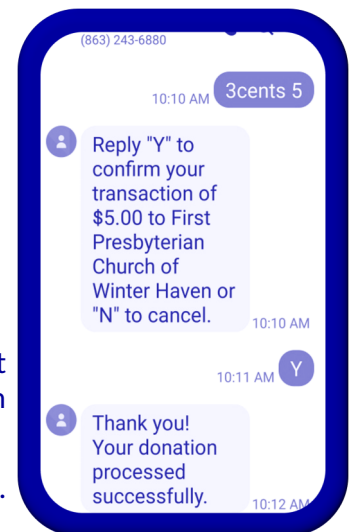 (863) 243-6880
10:10 AM 3cents 5
Reply "Y" to
confirm your
transaction of
$5.00 to First
Presbyterian
Church of
Winter Haven or
"N" to cancel.
10:10 AM
10:11 AM Y
Thank you!
Your donation
processed
successfully.
10:12 AM